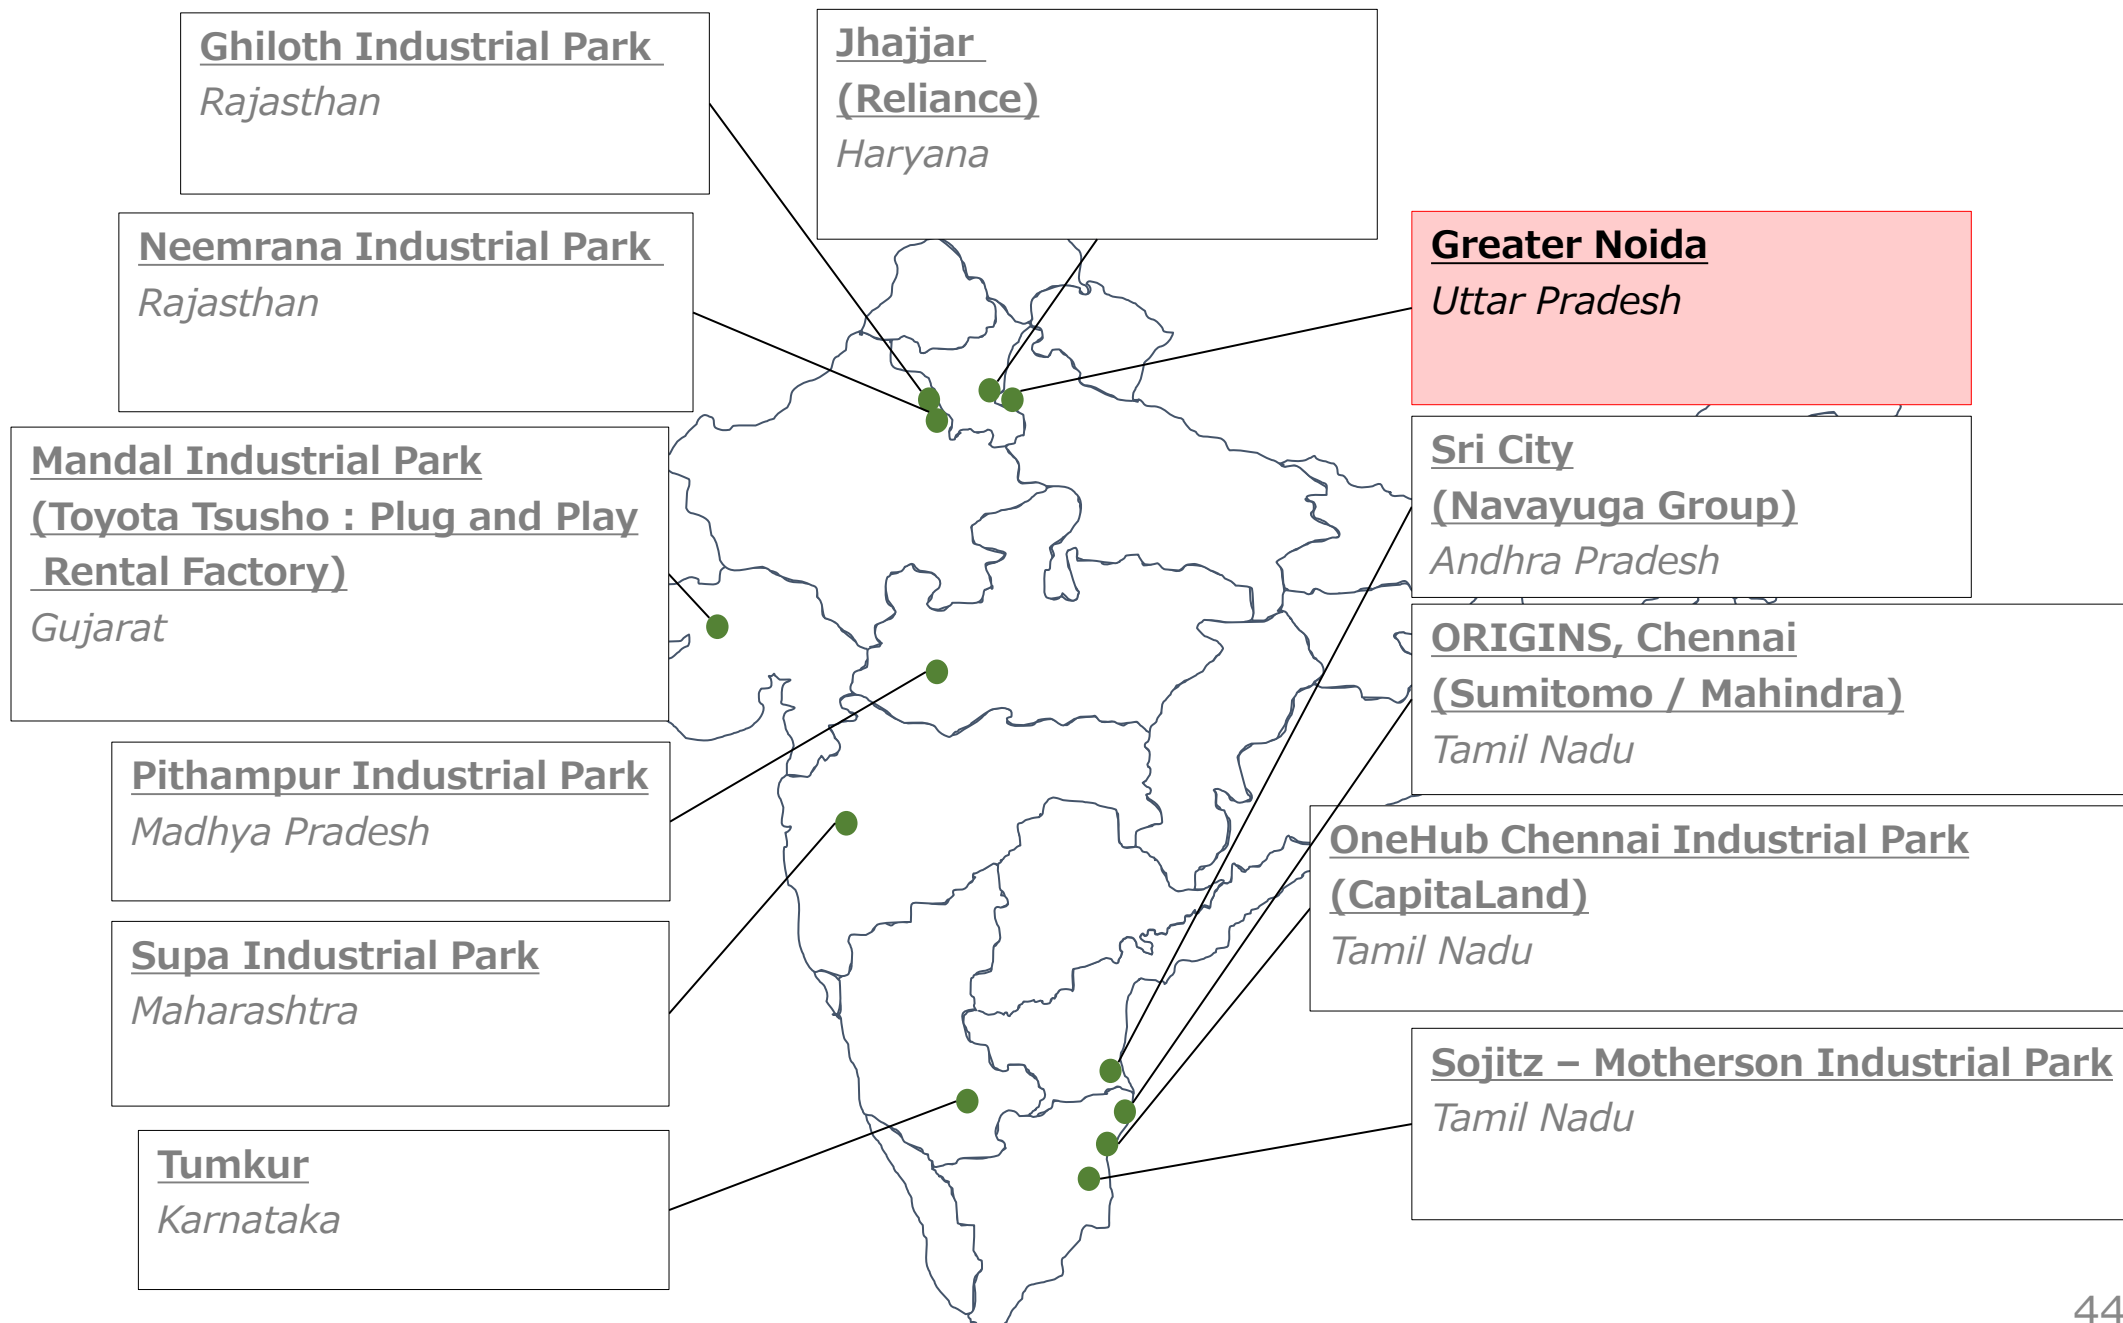 Ghiloth Industrial Park
Rajasthan
Jhajjar
(Reliance)
Haryana
Neemrana Industrial Park
Rajasthan
Greater Noida
Uttar Pradesh
Mandal Industrial Park
(Toyota Tsusho : Plug and Play
Rental Factory)
Gujarat
Sri City
(Navayuga Group)
Andhra Pradesh
ORIGINS, Chennai
(Sumitomo / Mahindra)
Tamil Nadu
Pithampur Industrial Park
Madhya Pradesh
OneHub Chennai Industrial Park
(CapitaLand)
Tamil Nadu
Supa Industrial Park
Maharashtra
Sojitz – Motherson Industrial Park
Tamil Nadu
Tumkur
Karnataka
44